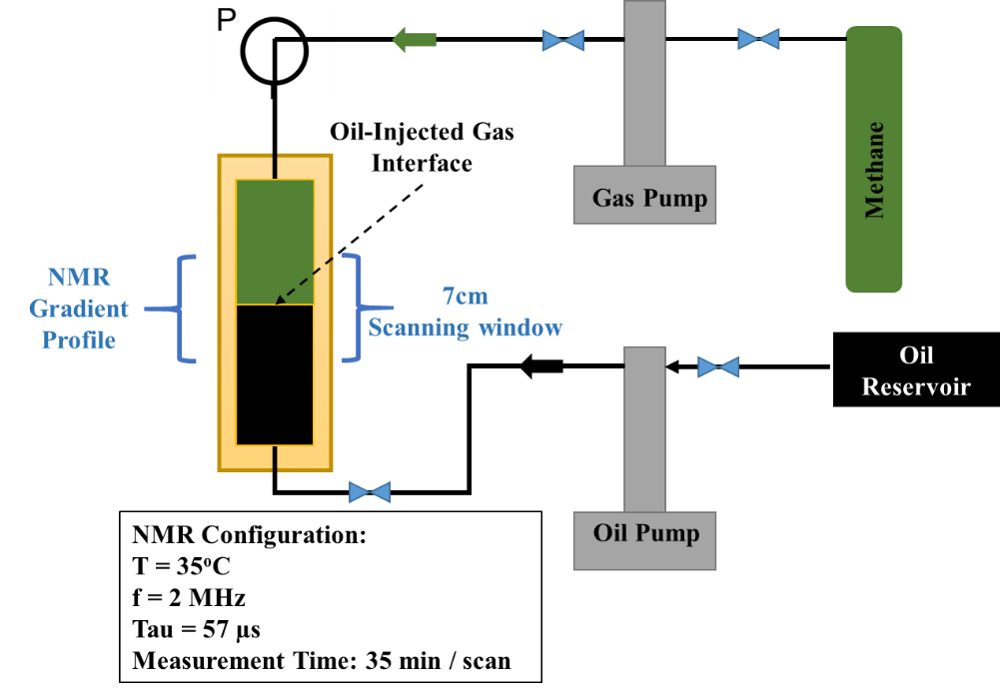 P
Oil-Injected Gas
Interface
Gas Pump
Methane
NMR
Gradient
Profile
7cm
Scanning window
Oil
Reservoir
Oil Pump
NMR Configuration:
T = 35°C
f = 2 MHz
Tau = 57 µs
Measurement Time: 35 min / scan